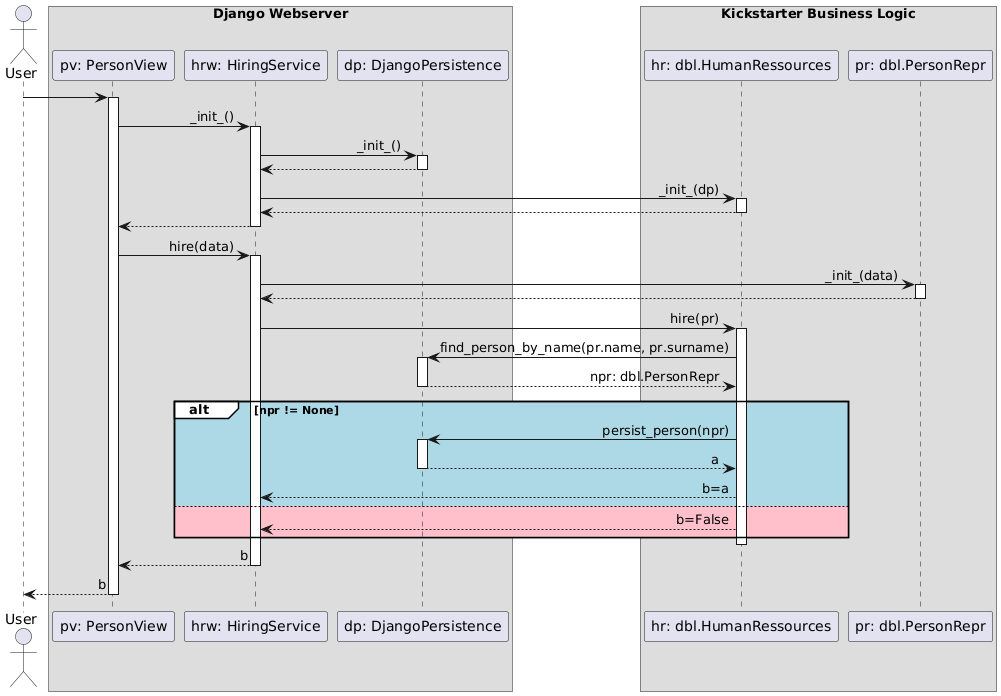 Django Webserver
Kickstarter Business Logic
User
pv: PersonView
hrw: HiringService
dp: DjangoPersistence
hr: dbl.HumanRessources
pr: dbl.PersonRepr
_init_()
_init_()
_init_(dp)
hire(data)
_init_(data)
hire(pr)
find_person_by_name(pr.name, pr.surname)
npr: dbl.PersonRepr
alt
[npr != None]
persist_person(npr)
a
b=a
b=False
b
b
User
pv: PersonView
hrw: HiringService
dp: DjangoPersistence
hr: dbl.HumanRessources
pr: dbl.PersonRepr